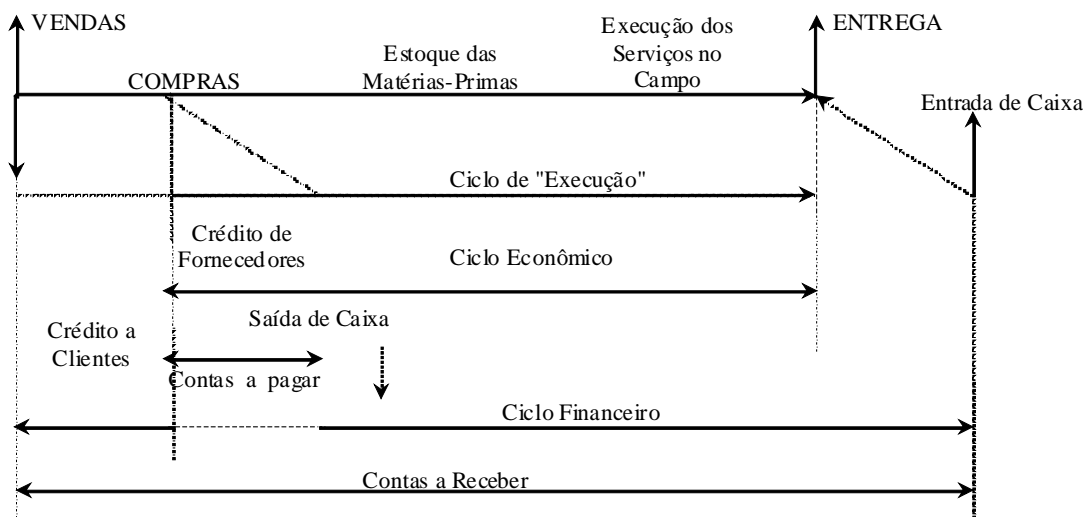 VENDAS
COMPRAS
Estoque das
Matérias-Primas
Execução dos
Serviços no
Campo
ENTREGA
Entrada de Caixa
Ciclo de "Execução"
Crédito de
Fornecedores
Ciclo Econômico
Crédito a
Clientes
Saída de Caixa
Contas a pagar
Ciclo Financeiro
Contas a Receber